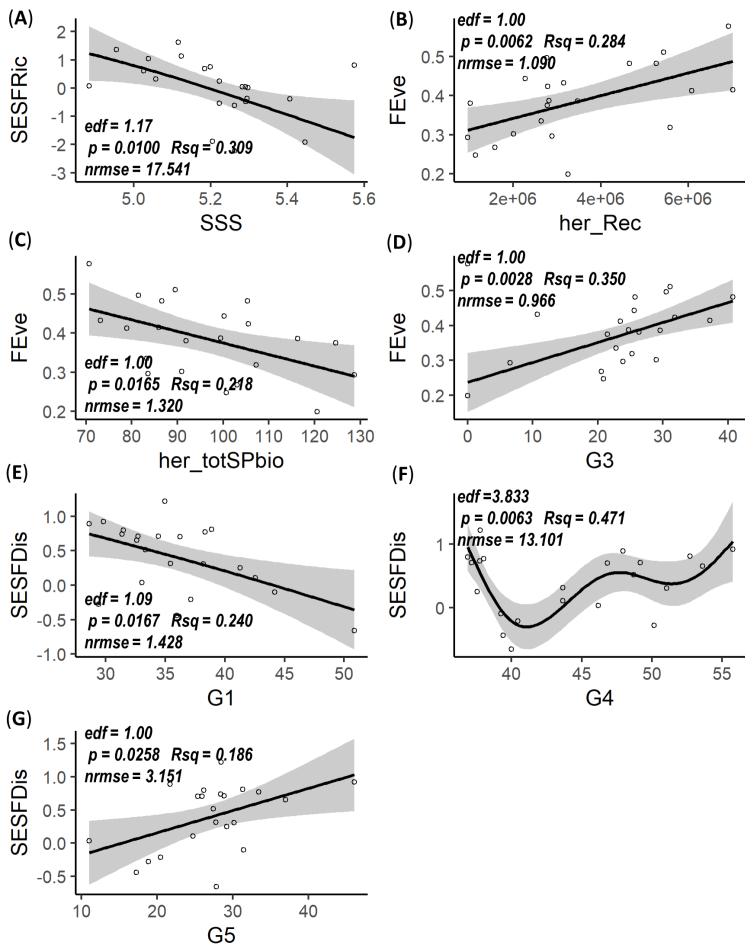 (A)
edf = 1.17
p = 0.0100 Rsq = 0.309
nrmse = 17.541
2
1
0
-1
-2
-3
SESFRic
5.0
5.2
5.4
5.6
SSS
(B)
edf = 1.00
p = 0.0062 Rsq = 0.284
nrmse = 1.090
0.5
0.4
0.3
0.2
FEve
2e+06
4e+06
6e+06
her_Rec
(C)
0.5
0.4
0.3
0.2
FEve
edf = 1.00
p = 0.0165 Rsq = 0.218
nrmse = 1.320
70
80
90
100
110
120
130
her_totSPbio
(D)
edf = 1.00
p = 0.0028 Rsq = 0.350
nrmse = 0.966
0.5
0.4
0.3
0.2
FEve
0
10
20
30
40
G3
(E)
1.0
0.5
0.0
-0.5
-1.0
SESFDis
edf = 1.09
p = 0.0167 Rsq = 0.240
nrmse = 1.428
30
35
40
45
50
G1
(F)
edf =3.833
p = 0.0063 Rsq = 0.471
nrmse = 13.101
1
0
SESFDis
40
45
50
55
G4
(G)
edf = 1.00
p = 0.0258 Rsq = 0.186
nrmse = 3.151
1.5
1.0
0.5
0.0
-0.5
SESFDis
10
20
30
40
G5